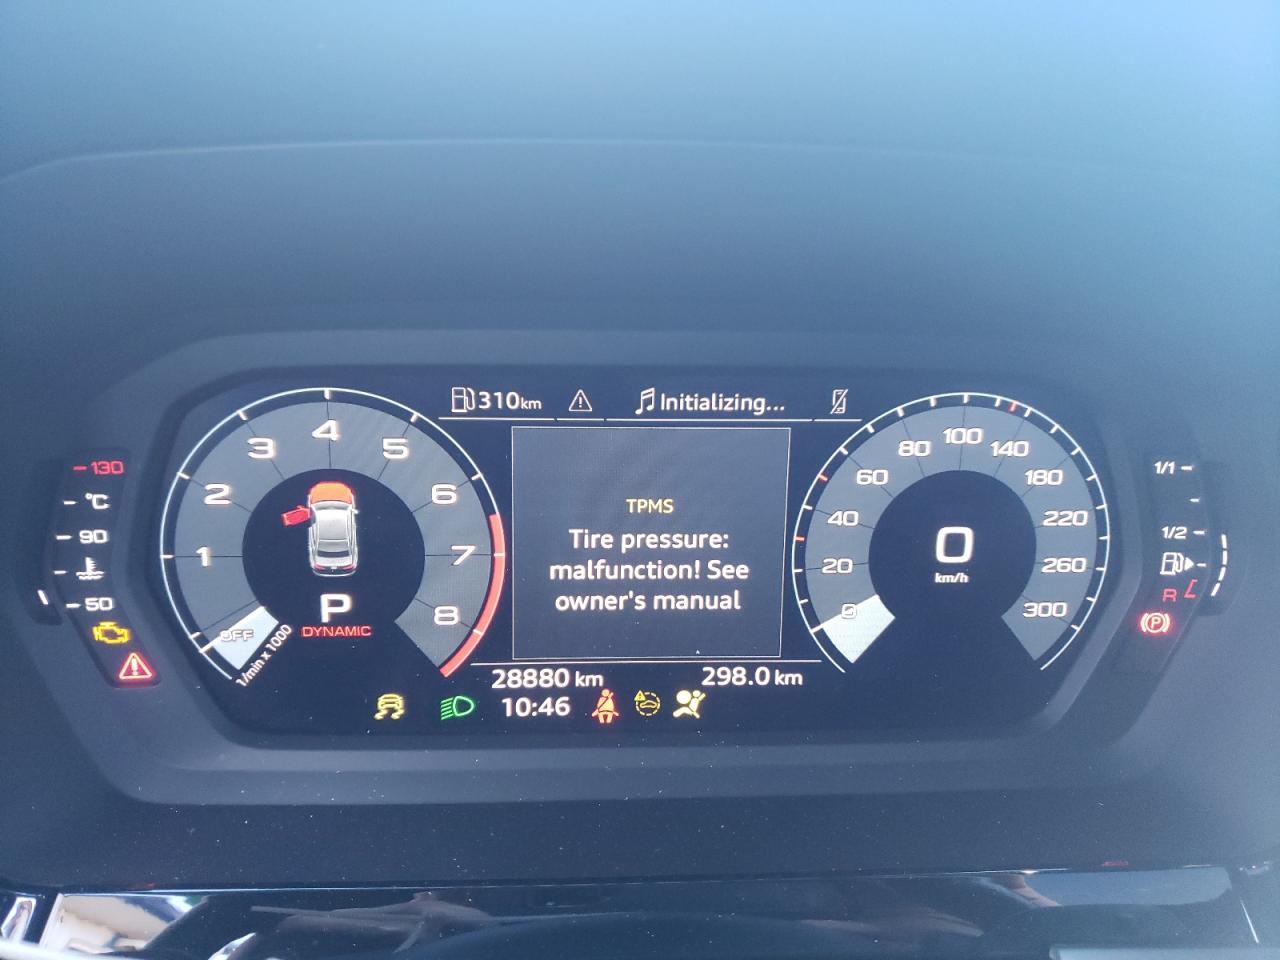 310 km
Initializing...
130
°C
90
50
OFF
1
2
3
4
5
6
7
8
1/min x 1000
P
DYNAMIC
TPMS
Tire pressure:
malfunction! See
owner's manual
28880 km
298.0 km
10:46
0
20
40
60
80
100
140
180
220
260
300
0
km/h
1/1
1/2
R
P